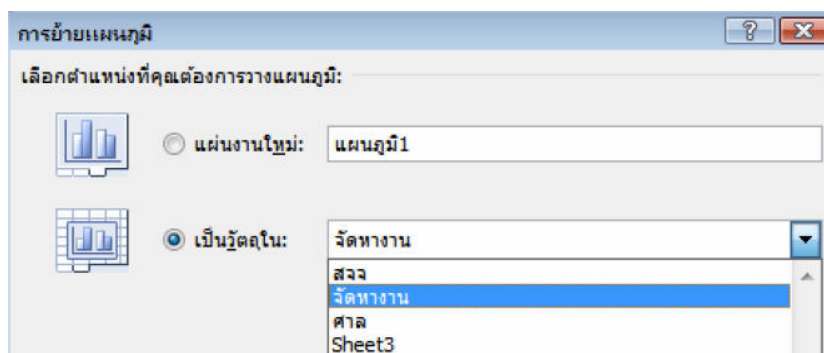 การย้ายแผนภูมิ
เลือกตำแหน่งที่คุณต้องการวางแผนภูมิ:
แผ่นงานใหม่: แผนภูมิ1
เป็นวัตถุใน: จัดหางาน
สจจ
จัดหางาน
ศาล
Sheet3